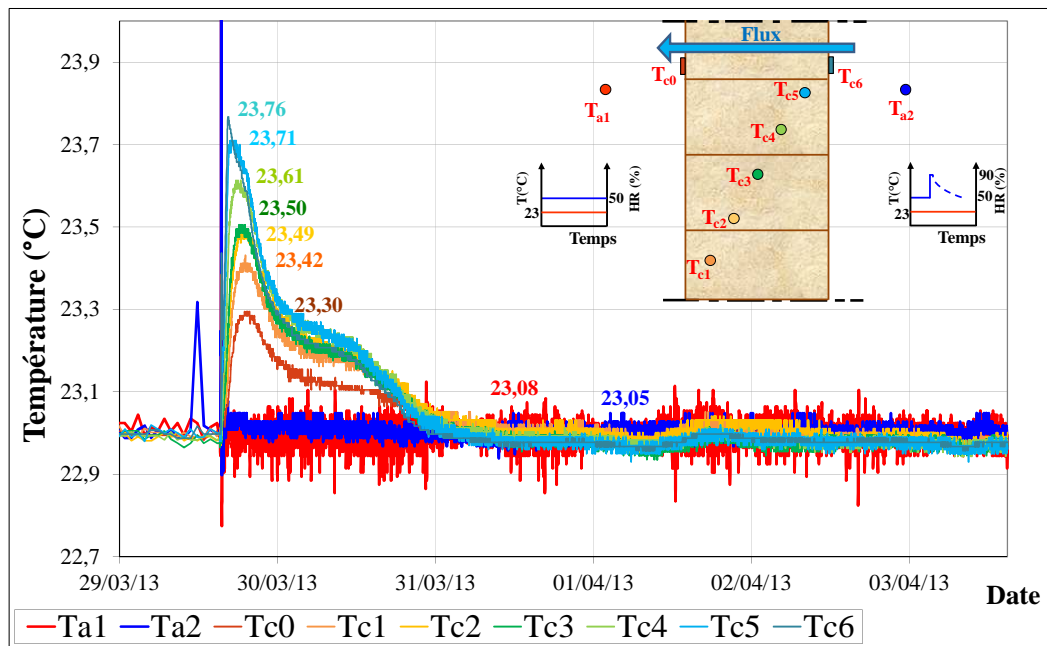 Température (°C)
23,9
23,7
23,5
23,3
23,1
22,9
22,7
29/03/13
30/03/13
31/03/13
01/04/13
02/04/13
03/04/13
Date
23,76
23,71
23,61
23,50
23,49
23,42
23,30
23,08
23,05
Flux
Tc0
Tc6
Ta1
Tc5
Ta2
Tc4
Tc3
Tc2
Tc1
T(°C)
23
50
HR (%)
Temps
T(°C)
23
90
50
HR (%)
Temps
Ta1 Ta2 Tc0 Tc1 Tc2 Tc3 Tc4 Tc5 Tc6